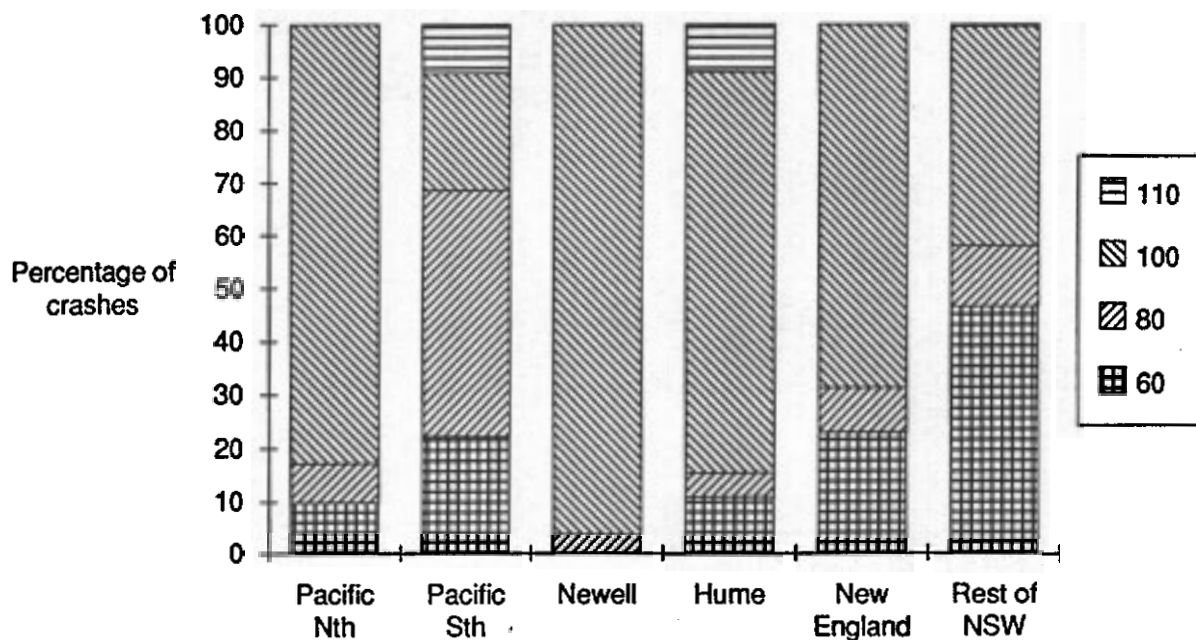 100
90
80
70
60
50
40
30
20
10
0
Percentage of
crashes
Pacific
Nth
Pacific
Sth
Newell
Hume
New
England
Rest of
NSW
110
100
80
60